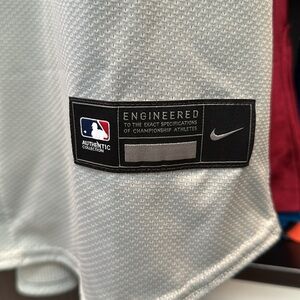 ENGINEERED
TO THE EXACT SPECIFICATIONS
OF CHAMPIONSHIP ATHLETES
AUTHENTIC
COLLECTION